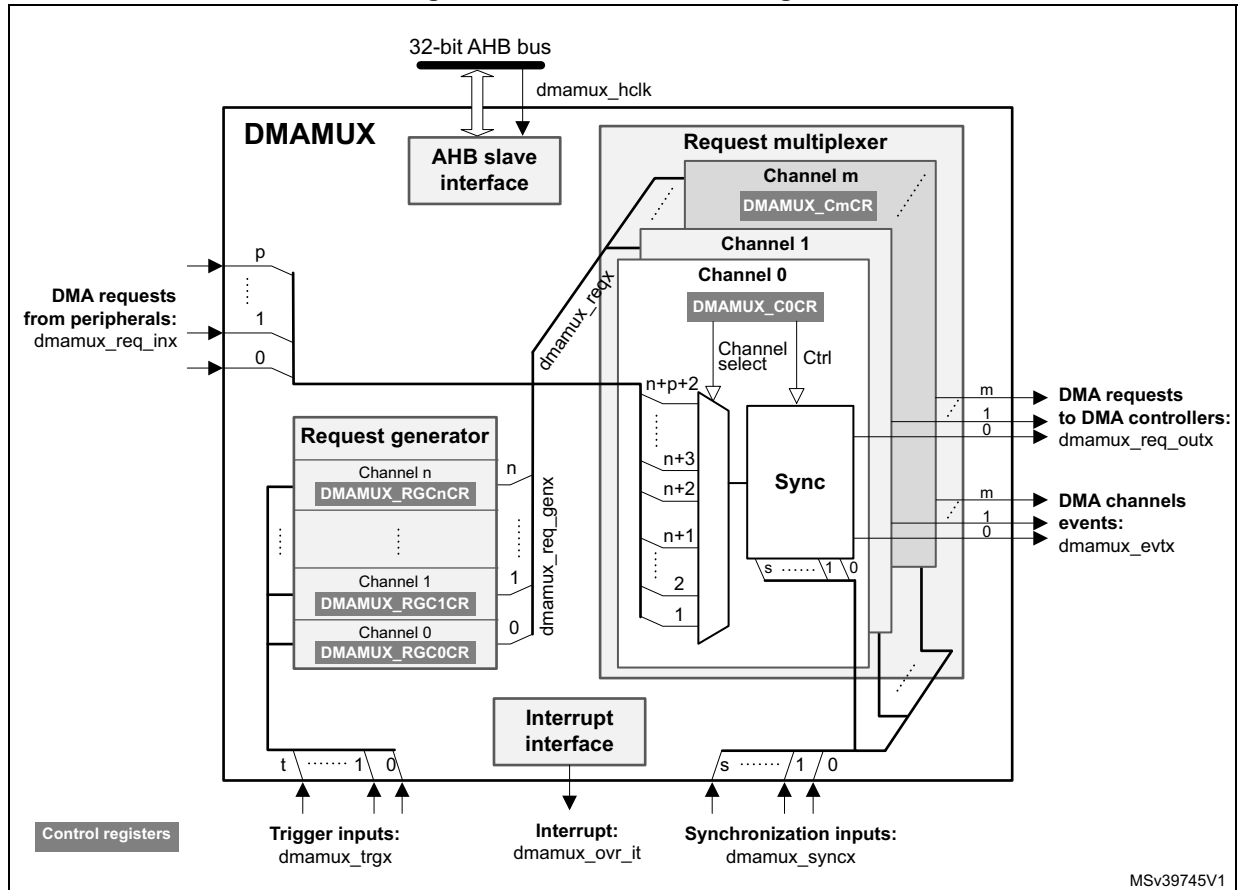 32-bit AHB bus
dmamux_hclk
DMAMUX
AHB slave
interface
Request multiplexer
Channel m
DMAMUX_CmCR
Channel 1
Channel 0
DMAMUX_C0CR
Channel
select
Ctrl
p
1
0
DMA requests
from peripherals:
dmamux_req_inx
dmamux_reqx
n+p+2
n+3
n+2
n+1
2
1
Sync
s ...... 1 0
m
1
0
DMA requests
to DMA controllers:
dmamux_req_outx
m
1
0
DMA channels
events:
dmamux_evtx
Request generator
Channel n
DMAMUX_RGCnCR
Channel 1
DMAMUX_RGC1CR
Channel 0
DMAMUX_RGC0CR
n
1
0
dmamux_req_genx
Interrupt
interface
t ....... 1 0
s ....... 1 0
Control registers
Trigger inputs:
dmamux_trgx
Interrupt:
dmamux_ovr_it
Synchronization inputs:
dmamux_syncx
MSv39745V1